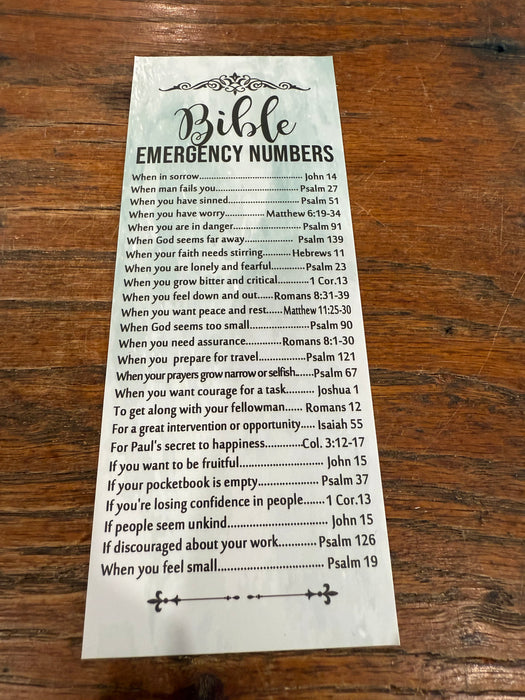 Bible
EMERGENCY NUMBERS
When in sorrow.......................................... John 14
When man fails you................................. Psalm 27
When you have sinned............................ Psalm 51
When you have worry................ Matthew 6:19-34
When you are in danger........................... Psalm 91
When God seems far away................... Psalm 139
When your faith needs stirring........... Hebrews 11
When you are lonely and fearful.............Psalm 23
When you grow bitter and critical............1 Cor.13
When you feel down and out......Romans 8:31-39
When you want peace and rest......Matthew 11:25-30
When God seems too small.......................Psalm 90
When you need assurance..............Romans 8:1-30
When you  prepare for travel.................Psalm 121
When your prayers grow narrow or selfish.......Psalm 67
When you want courage for a task............ Joshua 1
To get along with your fellowman...... Romans 12
For a great intervention or opportunity..... Isaiah 55
For Paul's secret to happiness.............Col. 3:12-17
If you want to be fruitful............................ John 15
If your pocketbook is empty.................... Psalm 37
If you're losing confidence in people.......1 Cor.13
If people seem unkind................................. John 15
If discouraged about your work............ Psalm 126
When you feel small.................................. Psalm 19